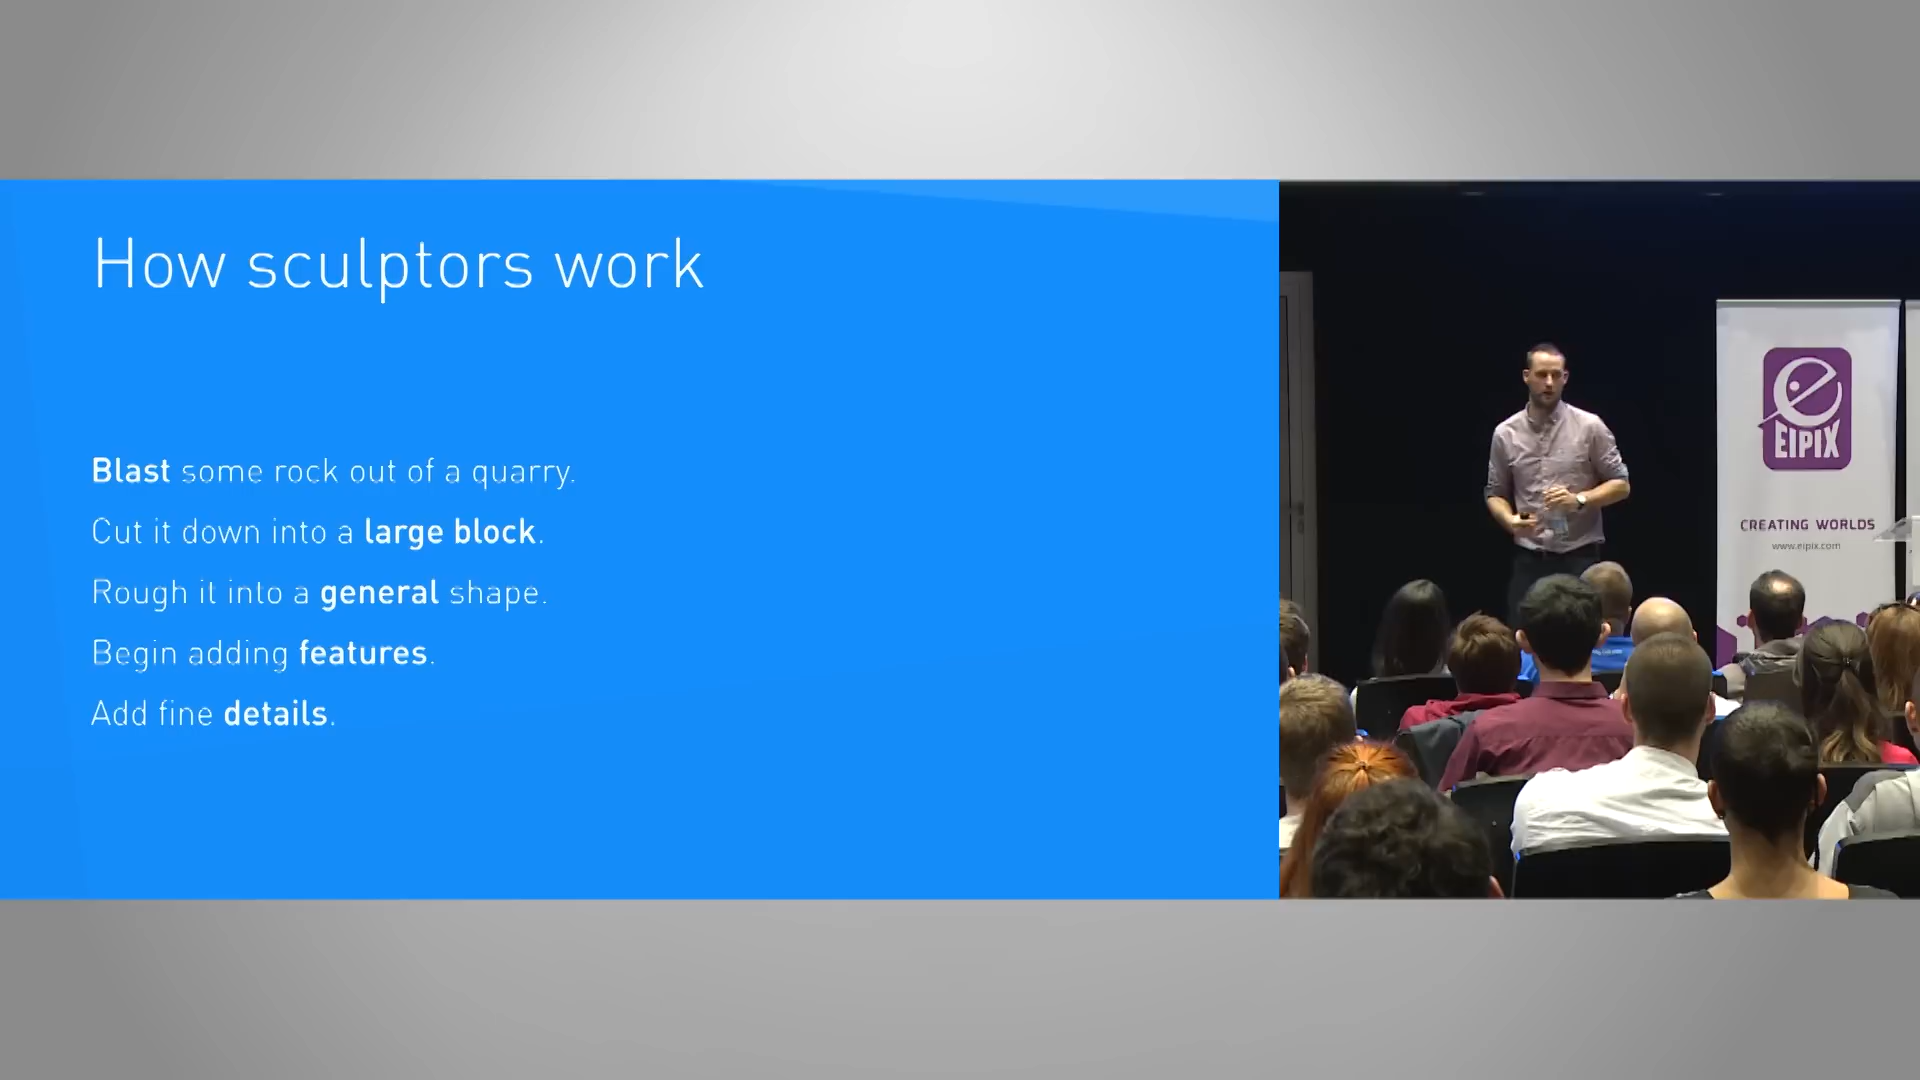 How sculptors work
Blast some rock out of a quarry.
Cut it down into a large block.
Rough it into a general shape.
Begin adding features.
Add fine details.
EIPIX
CREATING WORLDS
www.eipix.com